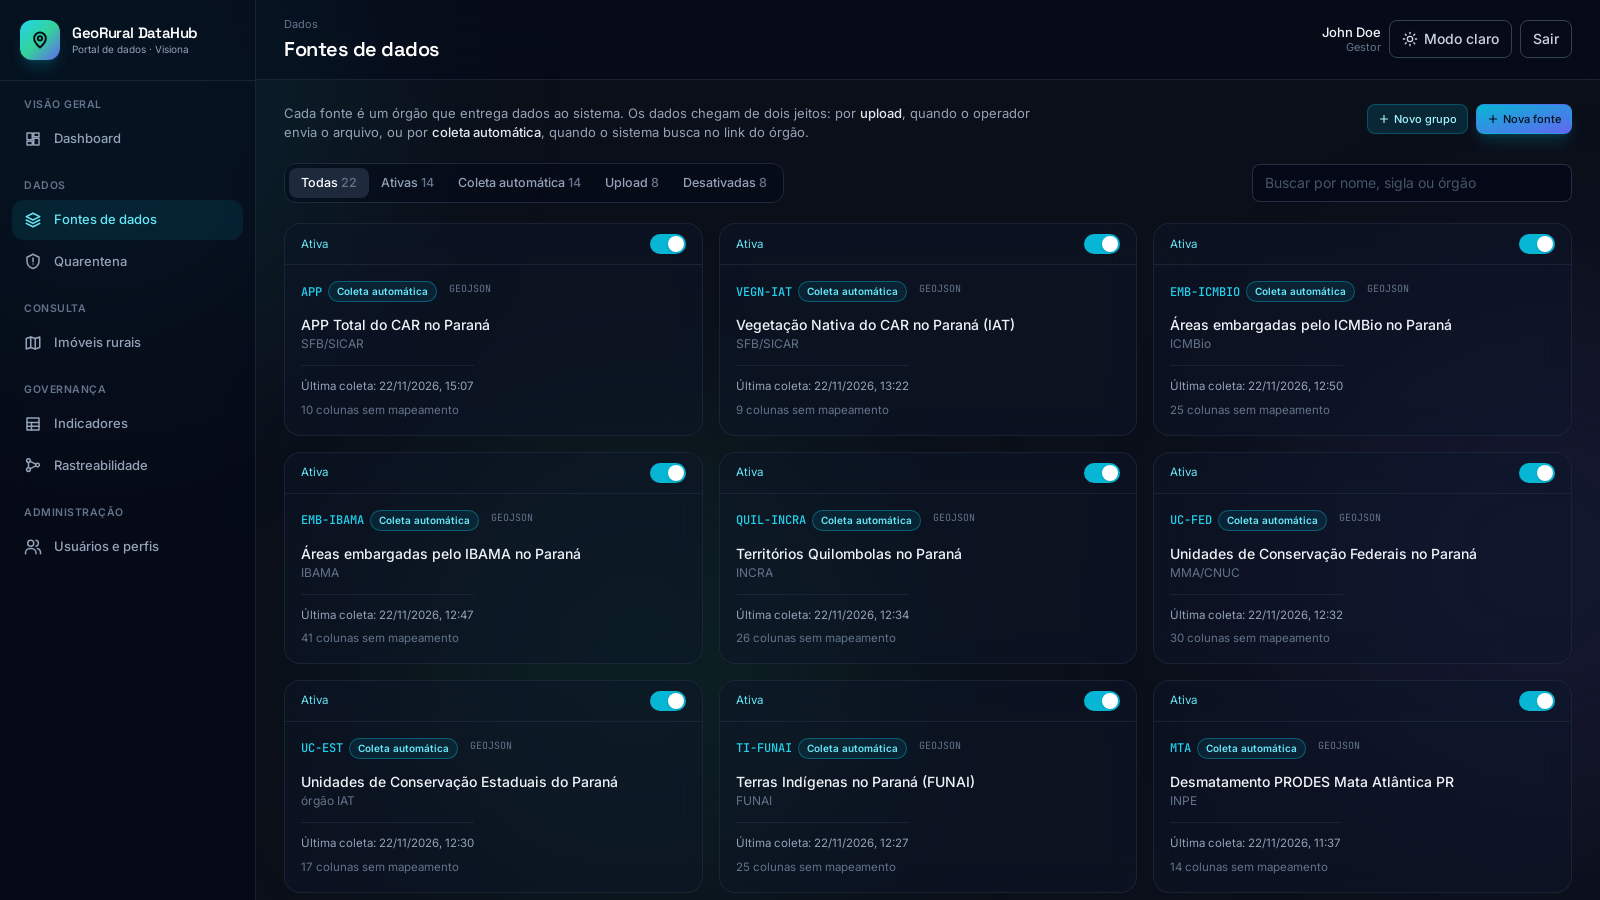 GeoRural DataHub
Portal de dados · Visiona
VISÃO GERAL
Dashboard
DADOS
Fontes de dados
Quarentena
CONSULTA
Imóveis rurais
GOVERNANÇA
Indicadores
Rastreabilidade
ADMINISTRAÇÃO
Usuários e perfis
Dados
Fontes de dados
John Doe
Gestor
Modo claro
Sair
Cada fonte é um órgão que entrega dados ao sistema. Os dados chegam de dois jeitos: por upload, quando o operador
envia o arquivo, ou por coleta automática, quando o sistema busca no link do órgão.
+ Novo grupo
+ Nova fonte
Todas 22
Ativas 14
Coleta automática 14
Upload 8
Desativadas 8
Buscar por nome, sigla ou órgão
Ativa
APP Coleta automática GEOJSON
APP Total do CAR no Paraná
SFB/SICAR
Última coleta: 22/11/2026, 15:07
10 colunas sem mapeamento
Ativa
VEGN-IAT Coleta automática GEOJSON
Vegetação Nativa do CAR no Paraná (IAT)
SFB/SICAR
Última coleta: 22/11/2026, 13:22
9 colunas sem mapeamento
Ativa
EMB-ICMBIO Coleta automática GEOJSON
Áreas embargadas pelo ICMBio no Paraná
ICMBio
Última coleta: 22/11/2026, 12:50
25 colunas sem mapeamento
Ativa
EMB-IBAMA Coleta automática GEOJSON
Áreas embargadas pelo IBAMA no Paraná
IBAMA
Última coleta: 22/11/2026, 12:47
41 colunas sem mapeamento
Ativa
QUIL-INCRA Coleta automática GEOJSON
Territórios Quilombolas no Paraná
INCRA
Última coleta: 22/11/2026, 12:34
26 colunas sem mapeamento
Ativa
UC-FED Coleta automática GEOJSON
Unidades de Conservação Federais no Paraná
MMA/CNUC
Última coleta: 22/11/2026, 12:32
30 colunas sem mapeamento
Ativa
UC-EST Coleta automática GEOJSON
Unidades de Conservação Estaduais do Paraná
órgão IAT
Última coleta: 22/11/2026, 12:30
17 colunas sem mapeamento
Ativa
TI-FUNAI Coleta automática GEOJSON
Terras Indígenas no Paraná (FUNAI)
FUNAI
Última coleta: 22/11/2026, 12:27
25 colunas sem mapeamento
Ativa
MTA Coleta automática GEOJSON
Desmatamento PRODES Mata Atlântica PR
INPE
Última coleta: 22/11/2026, 11:37
14 colunas sem mapeamento